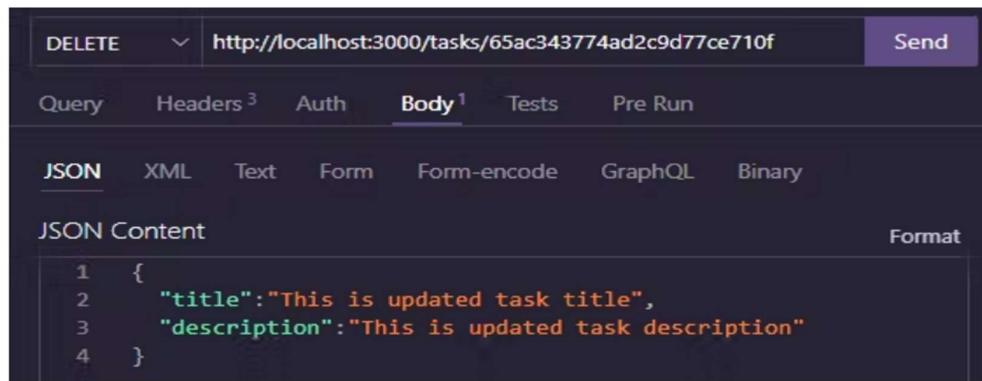 DELETE http://localhost:3000/tasks/65ac343774ad2c9d77ce710f Send
Query Headers 3 Auth Body 1 Tests Pre Run
JSON XML Text Form Form-encode GraphQL Binary
JSON Content Format
1 {
2 "title":"This is updated task title",
3 "description":"This is updated task description"
4 }